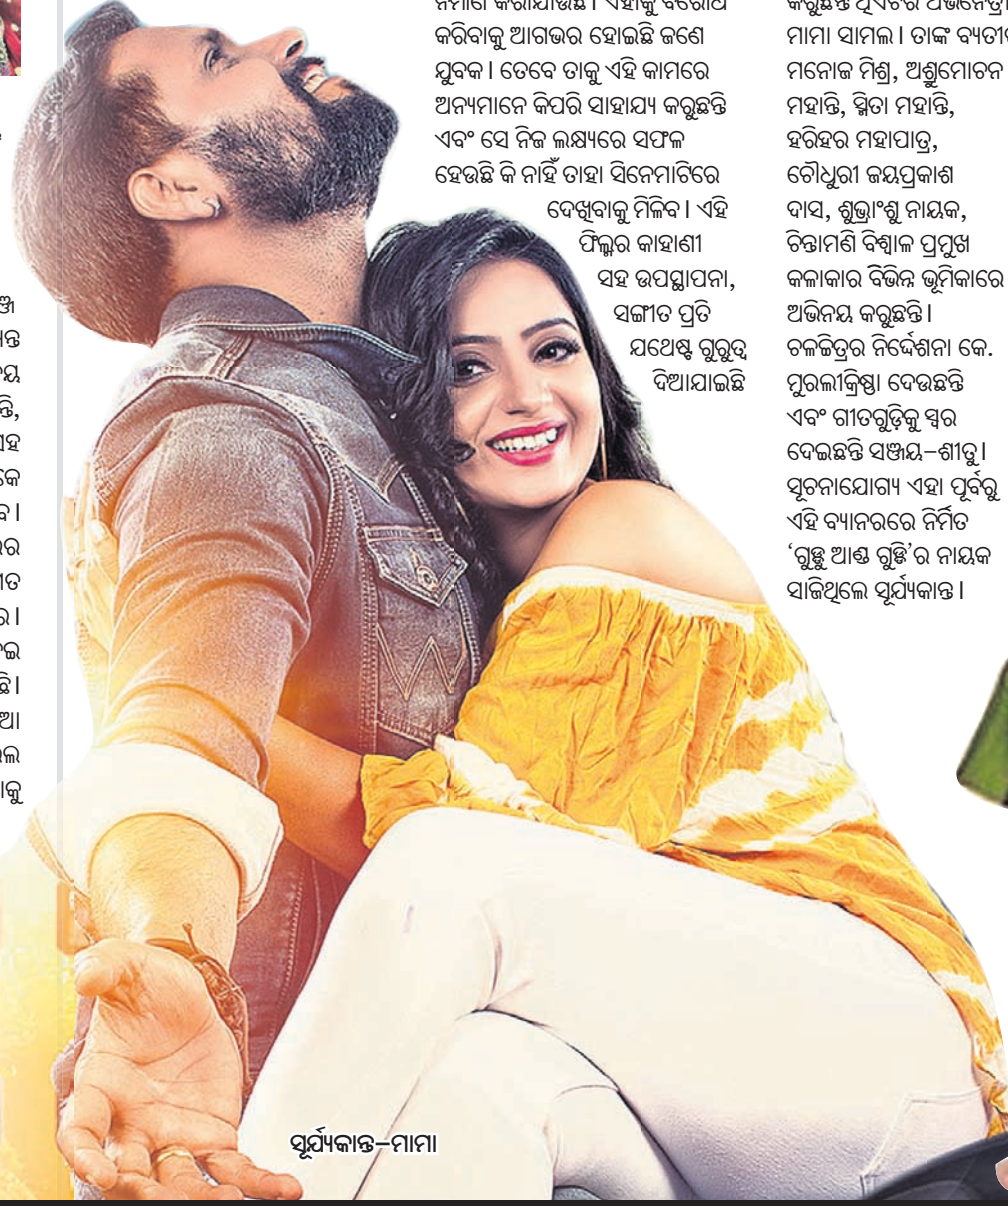 କରିବାକୁ ଆଗଭର ହୋଇଛି ଜଣେ
ଯୁବକ। ତେବେ ତାକୁ ଏହି କାମରେ
ଅନ୍ୟମାନେ କିପରି ସାହାଯ୍ୟ କରୁଛନ୍ତି
ଏବଂ ସେ ନିଜ ଲକ୍ଷ୍ୟରେ ସଫଳ
ହେଉଛି କି ନାହିଁ ତାହା ସିନେମାଟିରେ
ଦେଖିବାକୁ ମିଳିବ। ଏହି
ଫିଲ୍ମର କାହାଣୀ
ସହ ଉପସ୍ଥାପନା,
ସଙ୍ଗୀତ ପ୍ରତି
ଯଥେଷ୍ଟ ଗୁରୁତ୍ୱ
ଦିଆଯାଇଛି
ମାମା ସାମଲ। ତାଙ୍କ
ମନୋଜ ମିଶ୍ର, ଅଶ୍ରୁମୋଚନ
ମହାନ୍ତି, ସ୍ମିତା ମହାନ୍ତି,
ହରିହର ମହାପାତ୍ର,
ଚୌଧୁରୀ ଜୟପ୍ରକାଶ
ଦାସ, ଶୁଭ୍ରାଂଶୁ ନାୟକ,
ଚିନ୍ତାମଣି ବିଶ୍ୱାଳ ପ୍ରମୁଖ
କଳାକାର ବିଭିନ୍ନ ଭୂମିକାରେ
ଅଭିନୟ କରୁଛନ୍ତି।
ଚଳଚ୍ଚିତ୍ରର ନିର୍ଦ୍ଦେଶନା କେ.
ମୁରଲୀକ୍ରିଷ୍ଣା ଦେଉଛନ୍ତି
ଏବଂ ଗୀତଗୁଡ଼ିକୁ ସ୍ୱର
ଦେଇଛନ୍ତି ସଞ୍ଜୟ–ଶୀତୁ।
ସୂଚନାଯୋଗ୍ୟ ଏହା ପୂର୍ବରୁ
ଏହି ବ୍ୟାନରରେ ନିର୍ମିତ
‘ଗୁଡ୍ଡୁ ଆଣ୍ଡ ଗୁଡ୍ଡି’ର ନାୟକ
ସାଜିଥିଲେ ସୂର୍ଯ୍ୟକାନ୍ତ।
ସୂର୍ଯ୍ୟକାନ୍ତ–ମାମା